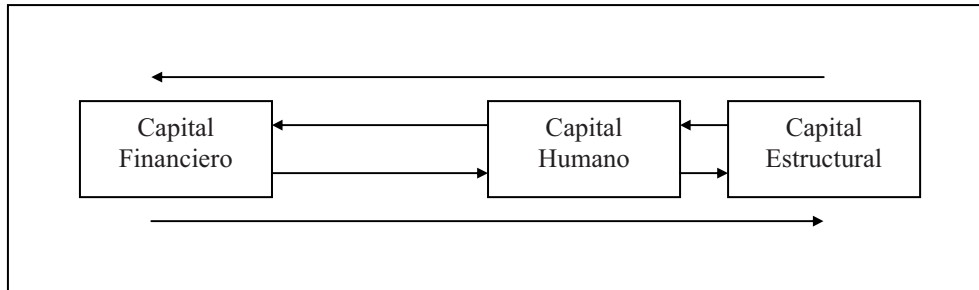 Capital
Financiero
Capital
Humano
Capital
Estructural